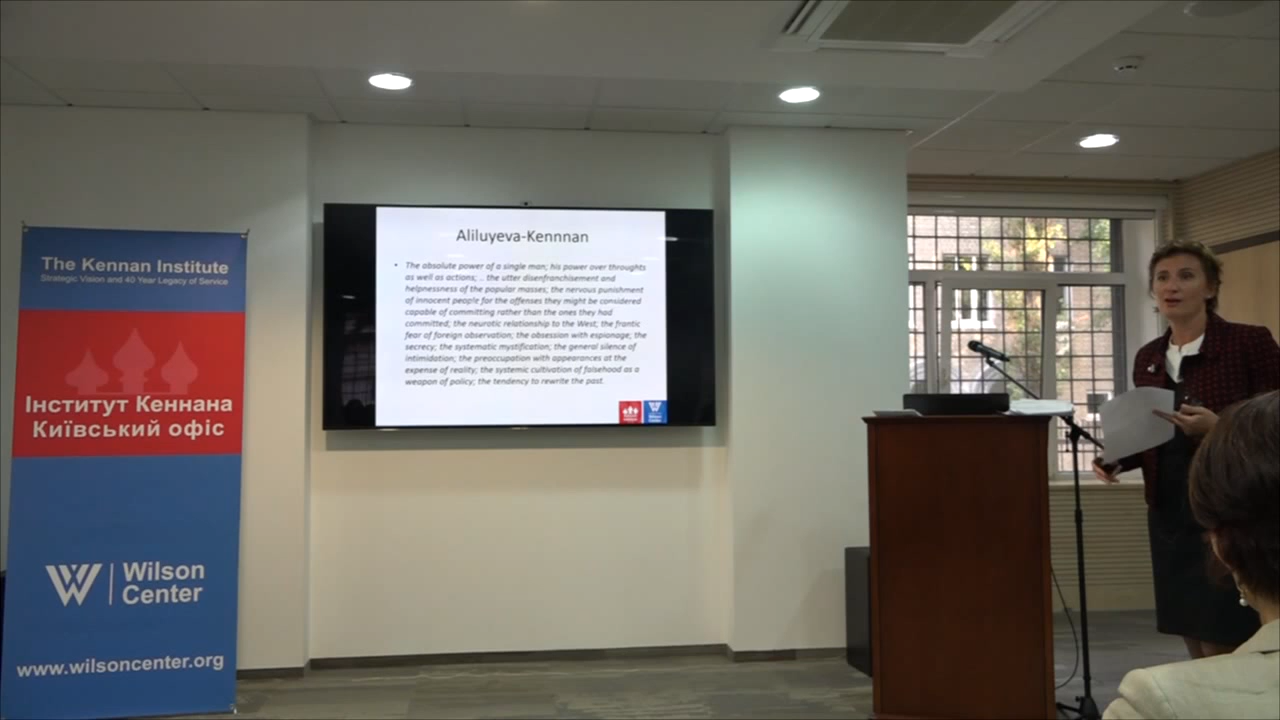 The Kennan Institute
Strategic Vision and 40 Year Legacy of Service
Інститут Кеннана
Київський офіс
Wilson
Center
www.wilsoncenter.org
Aliluyeva-Kennnan
• The absolute power of a single man; his power over throughts
as well as actions; .. the utter disenfranchisement and
helpnessness of the popular masses; the nervous punishment
of innocent people for the offenses they might be considered
capable of committing rather than the ones they had
committed; the neurotic relationship to the West; the frantic
fear of foreign observation; the obsession with espionage; the
secrecy; the systematic mystification; the general silence of
intimidation; the preoccupation with appearances at the
expense of reality; the systemic cultivation of falsehood as a
weapon of policy; the tendency to rewrite the past.